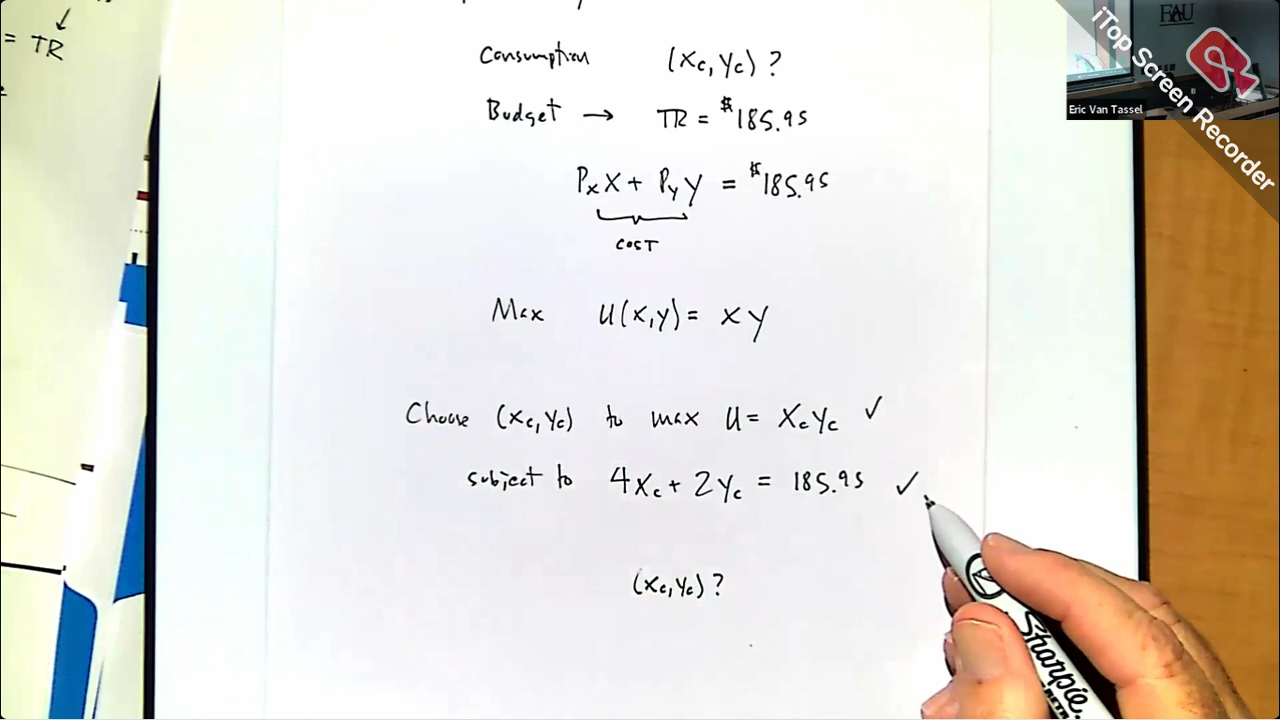 = TR
Consumption (Xc, Yc) ?
Budget → TR = $185.95
PxX + PyY = $185.95
COST
Max U(X,Y) = XY
Choose (Xc, Yc) to max U = XcYc ✓
subject to 4Xc + 2Yc = 185.95 ✓
(Xc, Yc) ?
Sharpie
FAU
Eric Van Tassel
iTop Screen Recorder